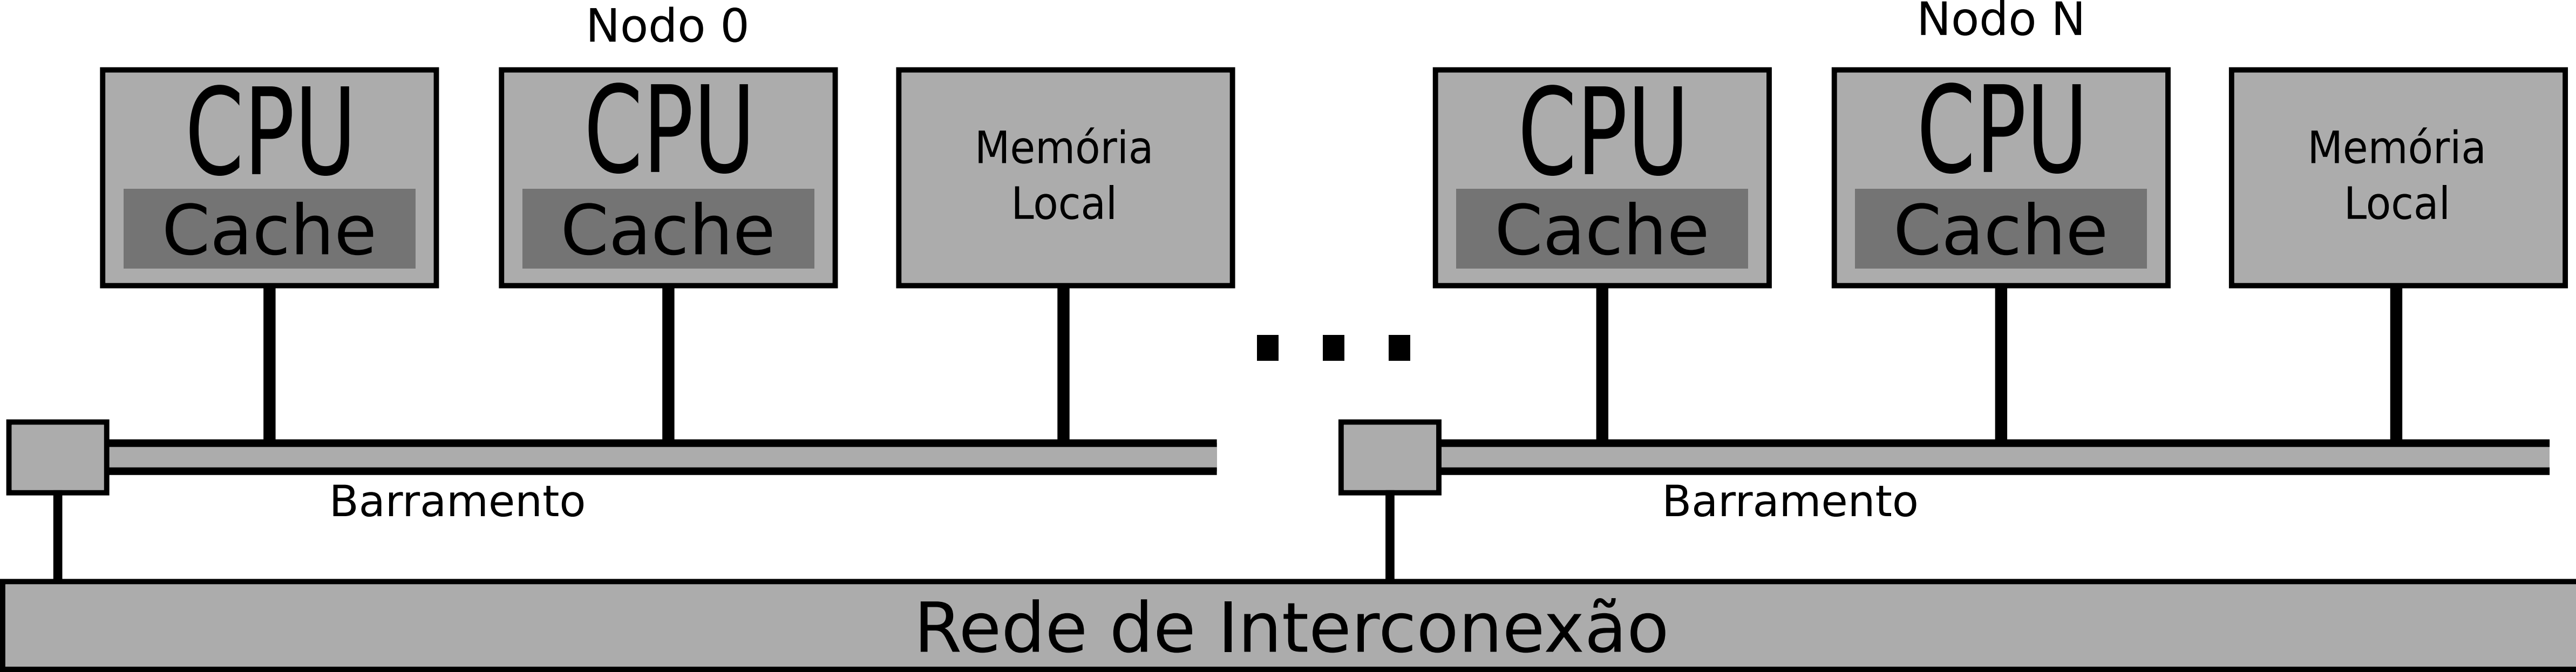 Nodo 0
Nodo N
CPU
Cache
CPU
Cache
Memória
Local
CPU
Cache
CPU
Cache
Memória
Local
Barramento
Barramento
Rede de Interconexão